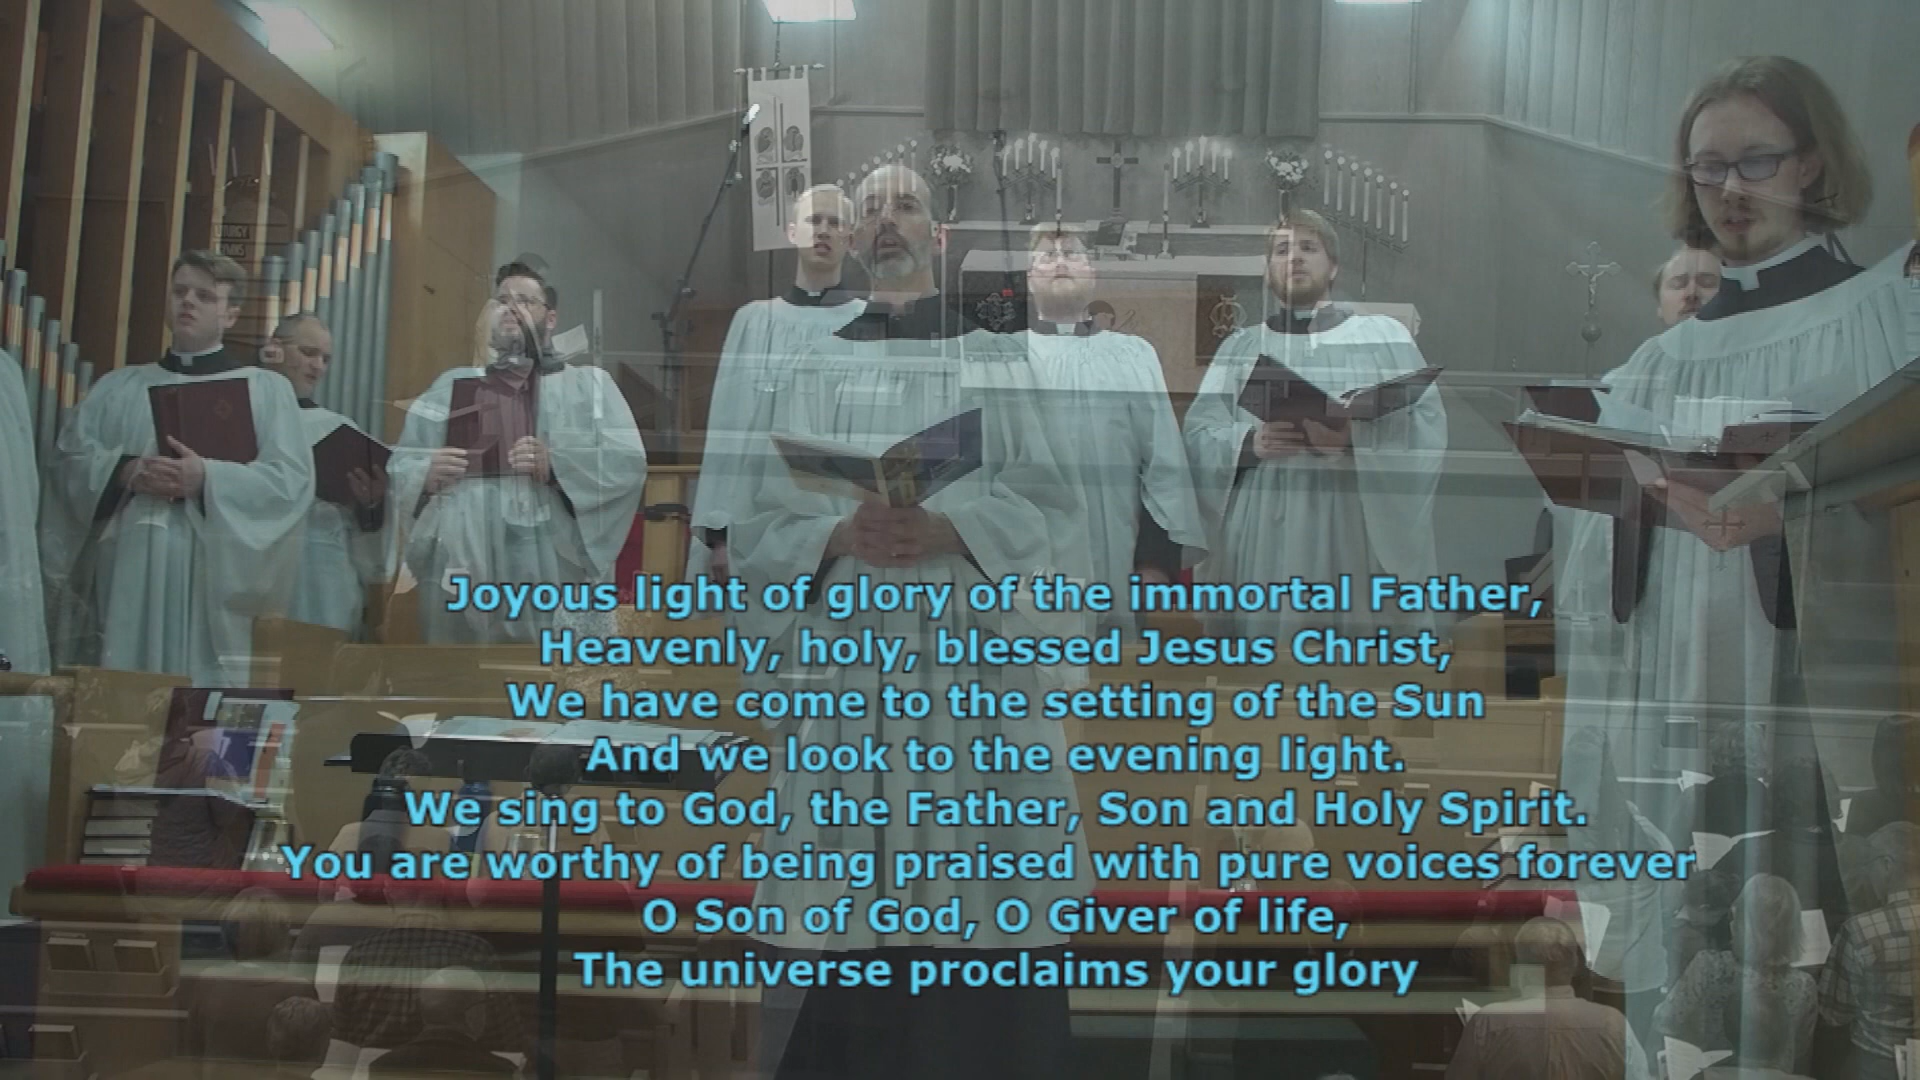 LITURGY
HYMNS
Joyous light of glory of the immortal Father,
Heavenly, holy, blessed Jesus Christ,
We have come to the setting of the Sun
And we look to the evening light.
We sing to God, the Father, Son and Holy Spirit.
You are worthy of being praised with pure voices forever
O Son of God, O Giver of life,
The universe proclaims your glory